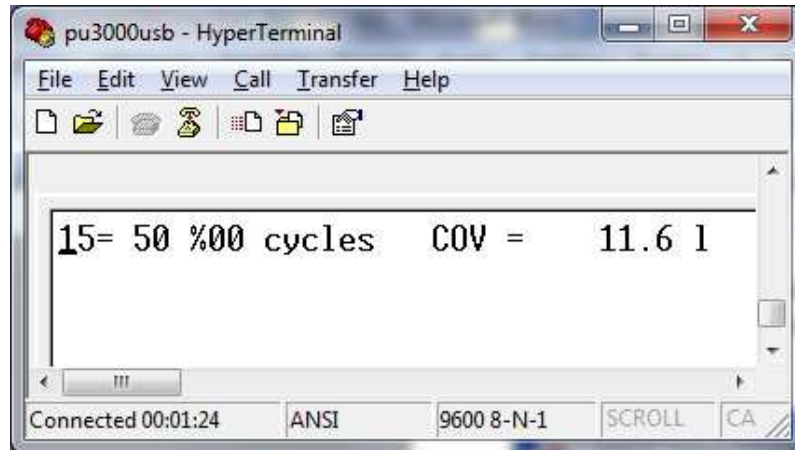 pu3000usb - HyperTerminal
File Edit View Call Transfer Help
15= 50 %00 cycles COV = 11.6 l
Connected 00:01:24 ANSI 9600 8-N-1 SCROLL CA